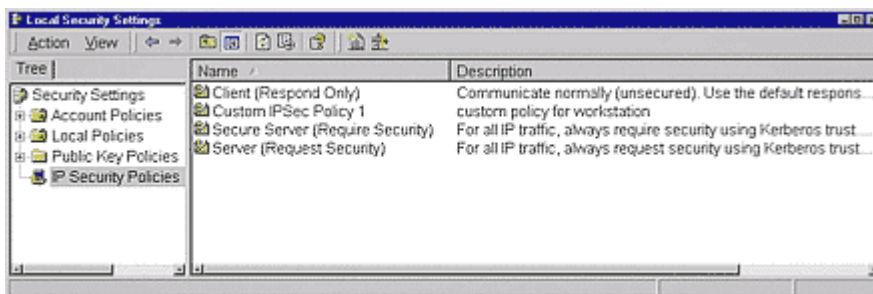 Local Security Settings
Action View
Tree
Name Description
Security Settings
Account Policies
Local Policies
Public Key Policies
IP Security Policies
Client (Respond Only) Communicate normally (unsecured). Use the default respons...
Custom IPSec Policy 1 custom policy for workstation
Secure Server (Require Security) For all IP traffic, always require security using Kerberos trust...
Server (Request Security) For all IP traffic, always request security using Kerberos trust...